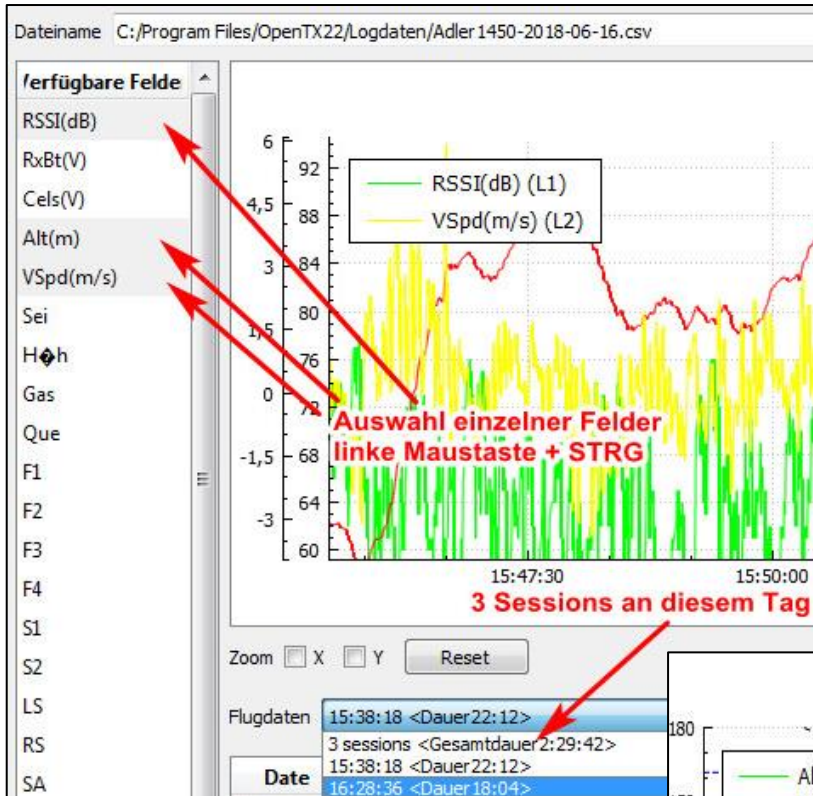 Dateiname C:/Program Files/OpenTX22/Logdaten/Adler1450-2018-06-16.csv
Verfügbare Felde
RSSI(dB)
RxBt(V)
Cels(V)
Alt(m)
VSpd(m/s)
Sei
H�h
Gas
Que
F1
F2
F3
F4
S1
S2
LS
RS
SA
6
4,5
3
1,5
0
-1,5
-3
92
88
84
80
76
72
68
64
60
RSSI(dB) (L1)
VSpd(m/s) (L2)
Auswahl einzelner Felder
linke Maustaste + STRG
15:47:30
15:50:00
3 Sessions an diesem Tag
Zoom X Y Reset
Flugdaten 15:38:18 <Dauer22:12>
3 sessions <Gesamtdauer2:29:42>
15:38:18 <Dauer22:12>
16:28:36 <Dauer18:04>
Date
180